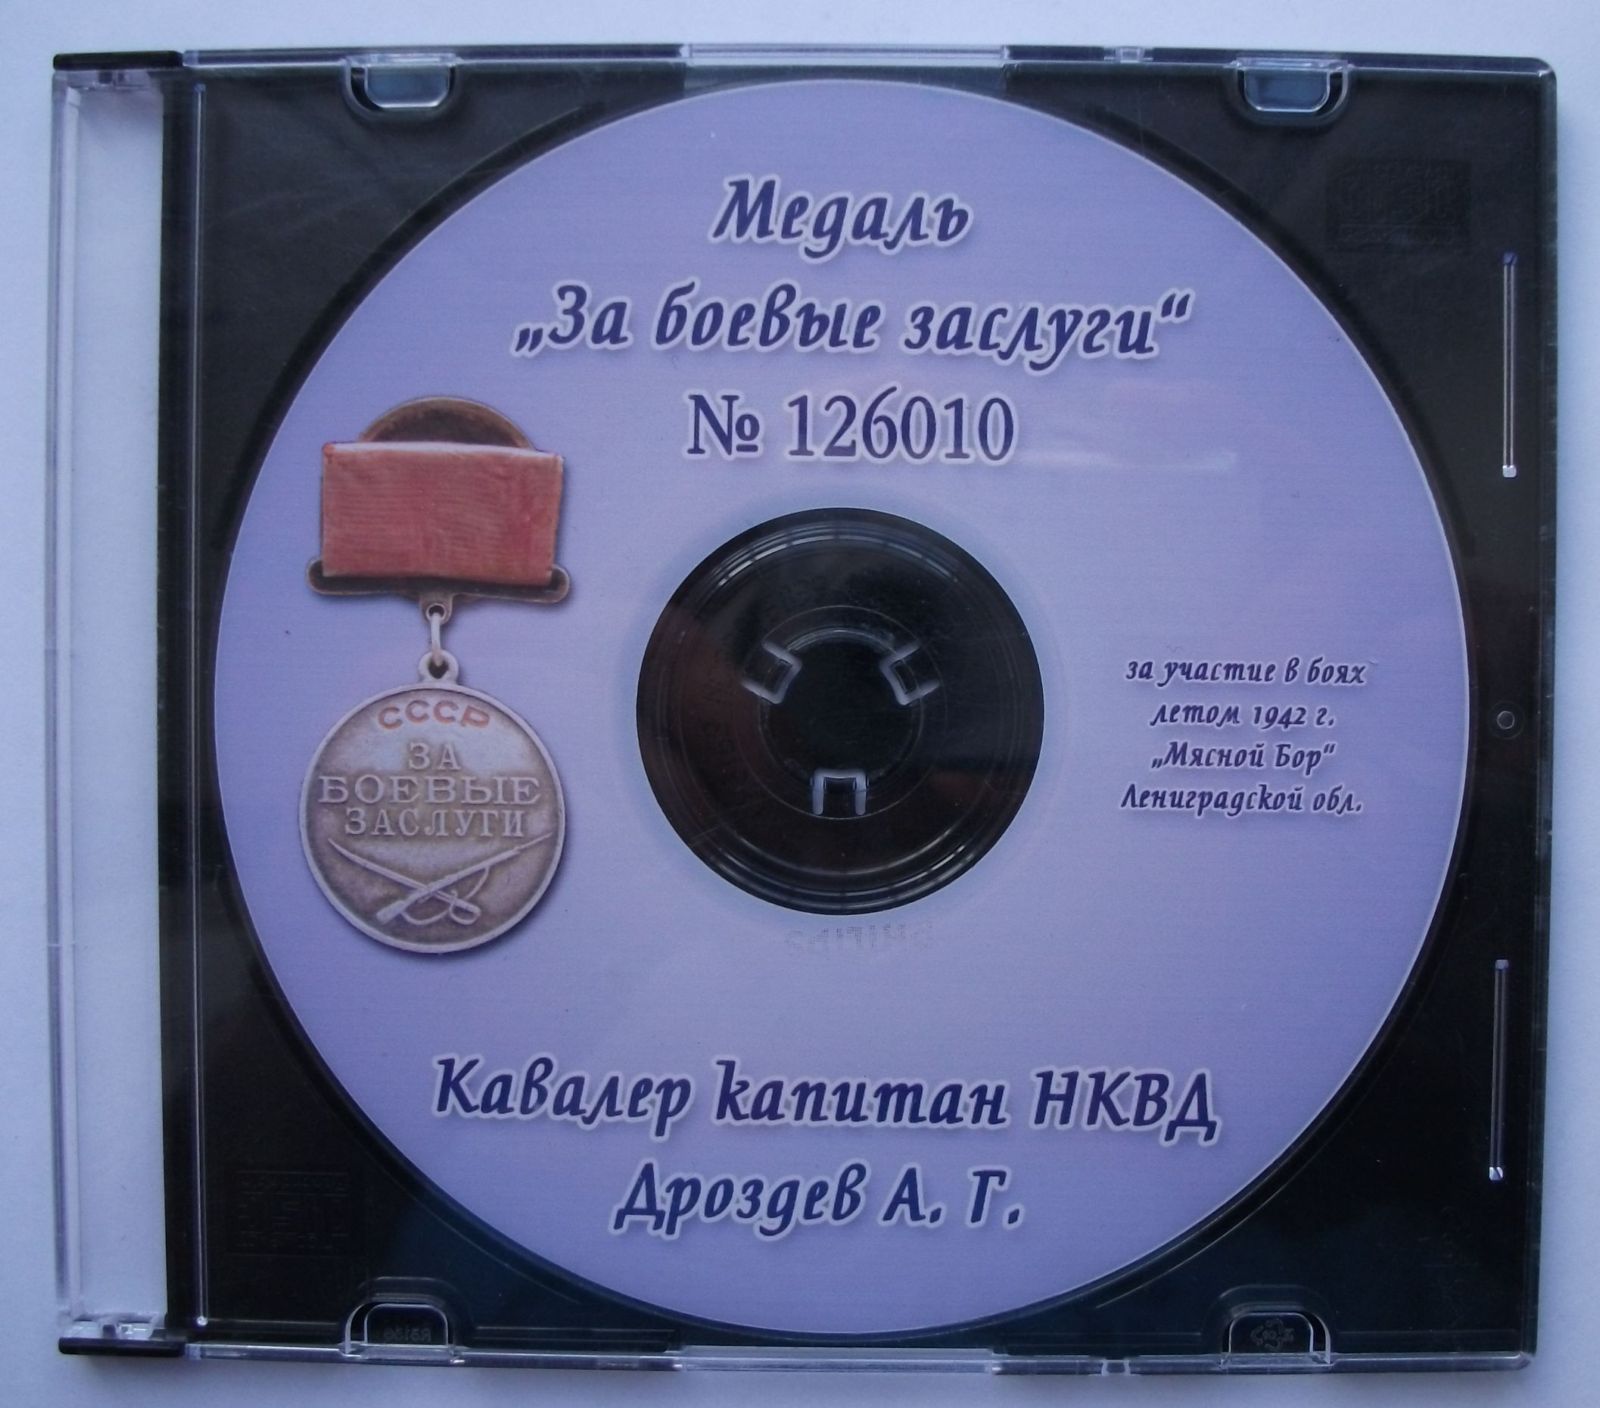 Медаль
„За боевые заслуги“
№ 126010
СССР
ЗА
БОЕВЫЕ
ЗАСЛУГИ
за участие в боях
летом 1942 г.
„Мясной Бор“
Лениградской обл.
Кавалер капитан НКВД
Дроздев А. Г.